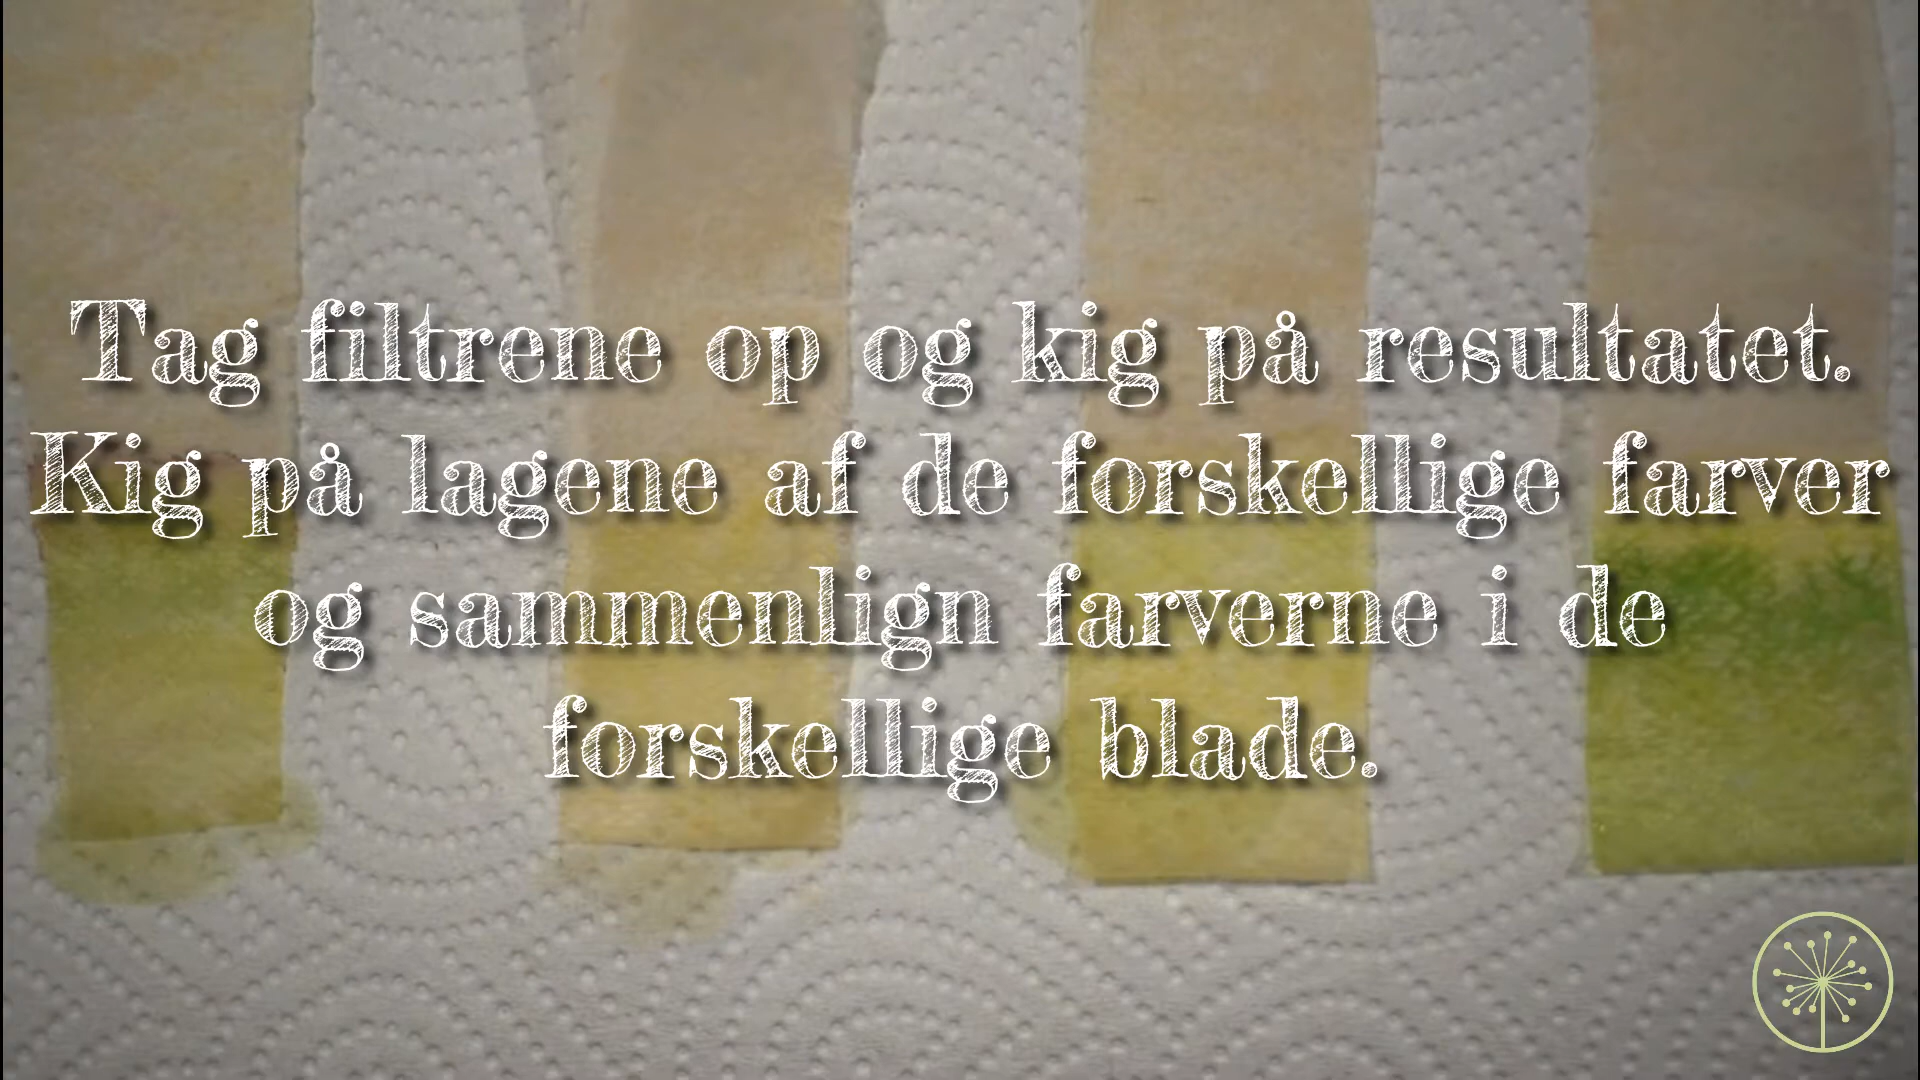 Tag filtrene op og kig på resultatet.
Kig på lagene af de forskellige farver
og sammenlign farverne i de
forskellige blade.